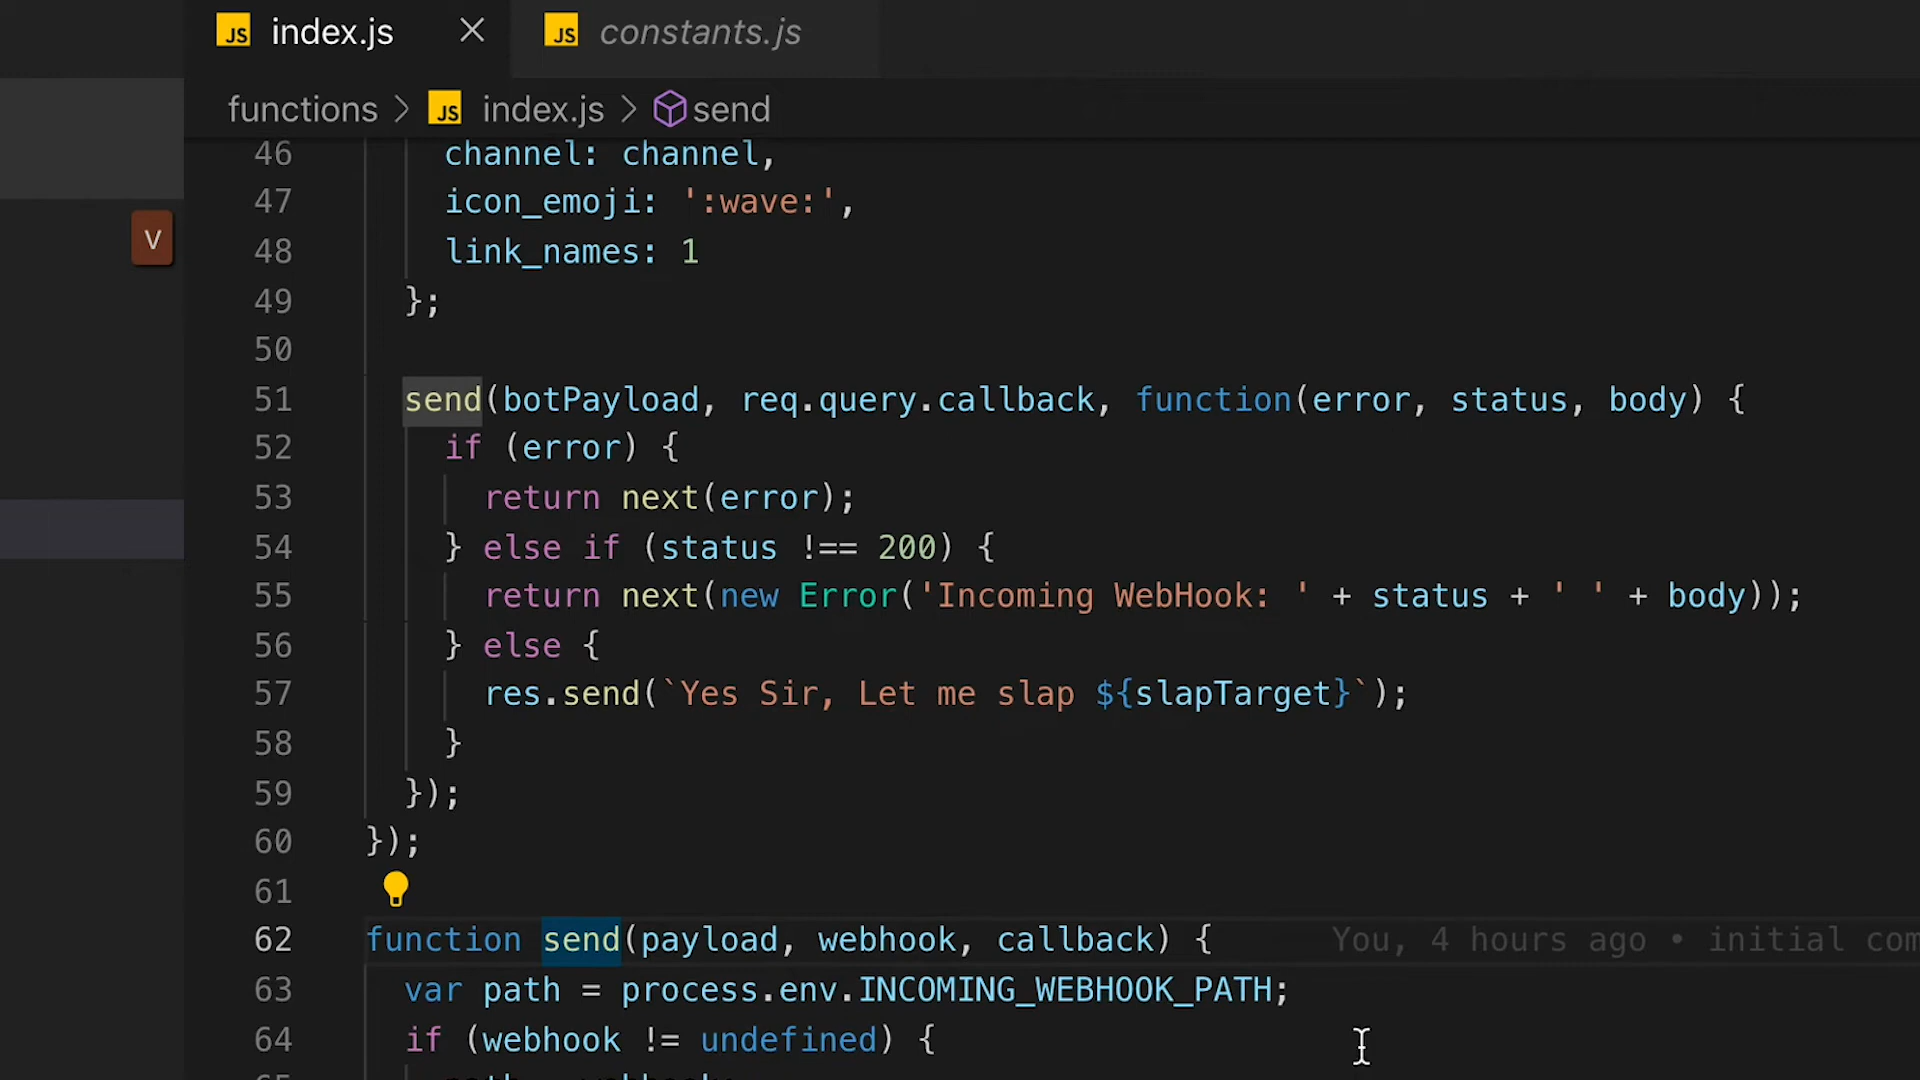 JS index.js JS constants.js
functions > JS index.js > send
V
46 channel: channel,
47 icon_emoji: ':wave:',
48 link_names: 1
49 };
50
51 send(botPayload, req.query.callback, function(error, status, body) {
52 if (error) {
53 return next(error);
54 } else if (status !== 200) {
55 return next(new Error('Incoming WebHook: ' + status + ' ' + body));
56 } else {
57 res.send(`Yes Sir, Let me slap ${slapTarget}`);
58 }
59 });
60 });
61
62 function send(payload, webhook, callback) { You, 4 hours ago • initial com
63 var path = process.env.INCOMING_WEBHOOK_PATH;
64 if (webhook != undefined) {